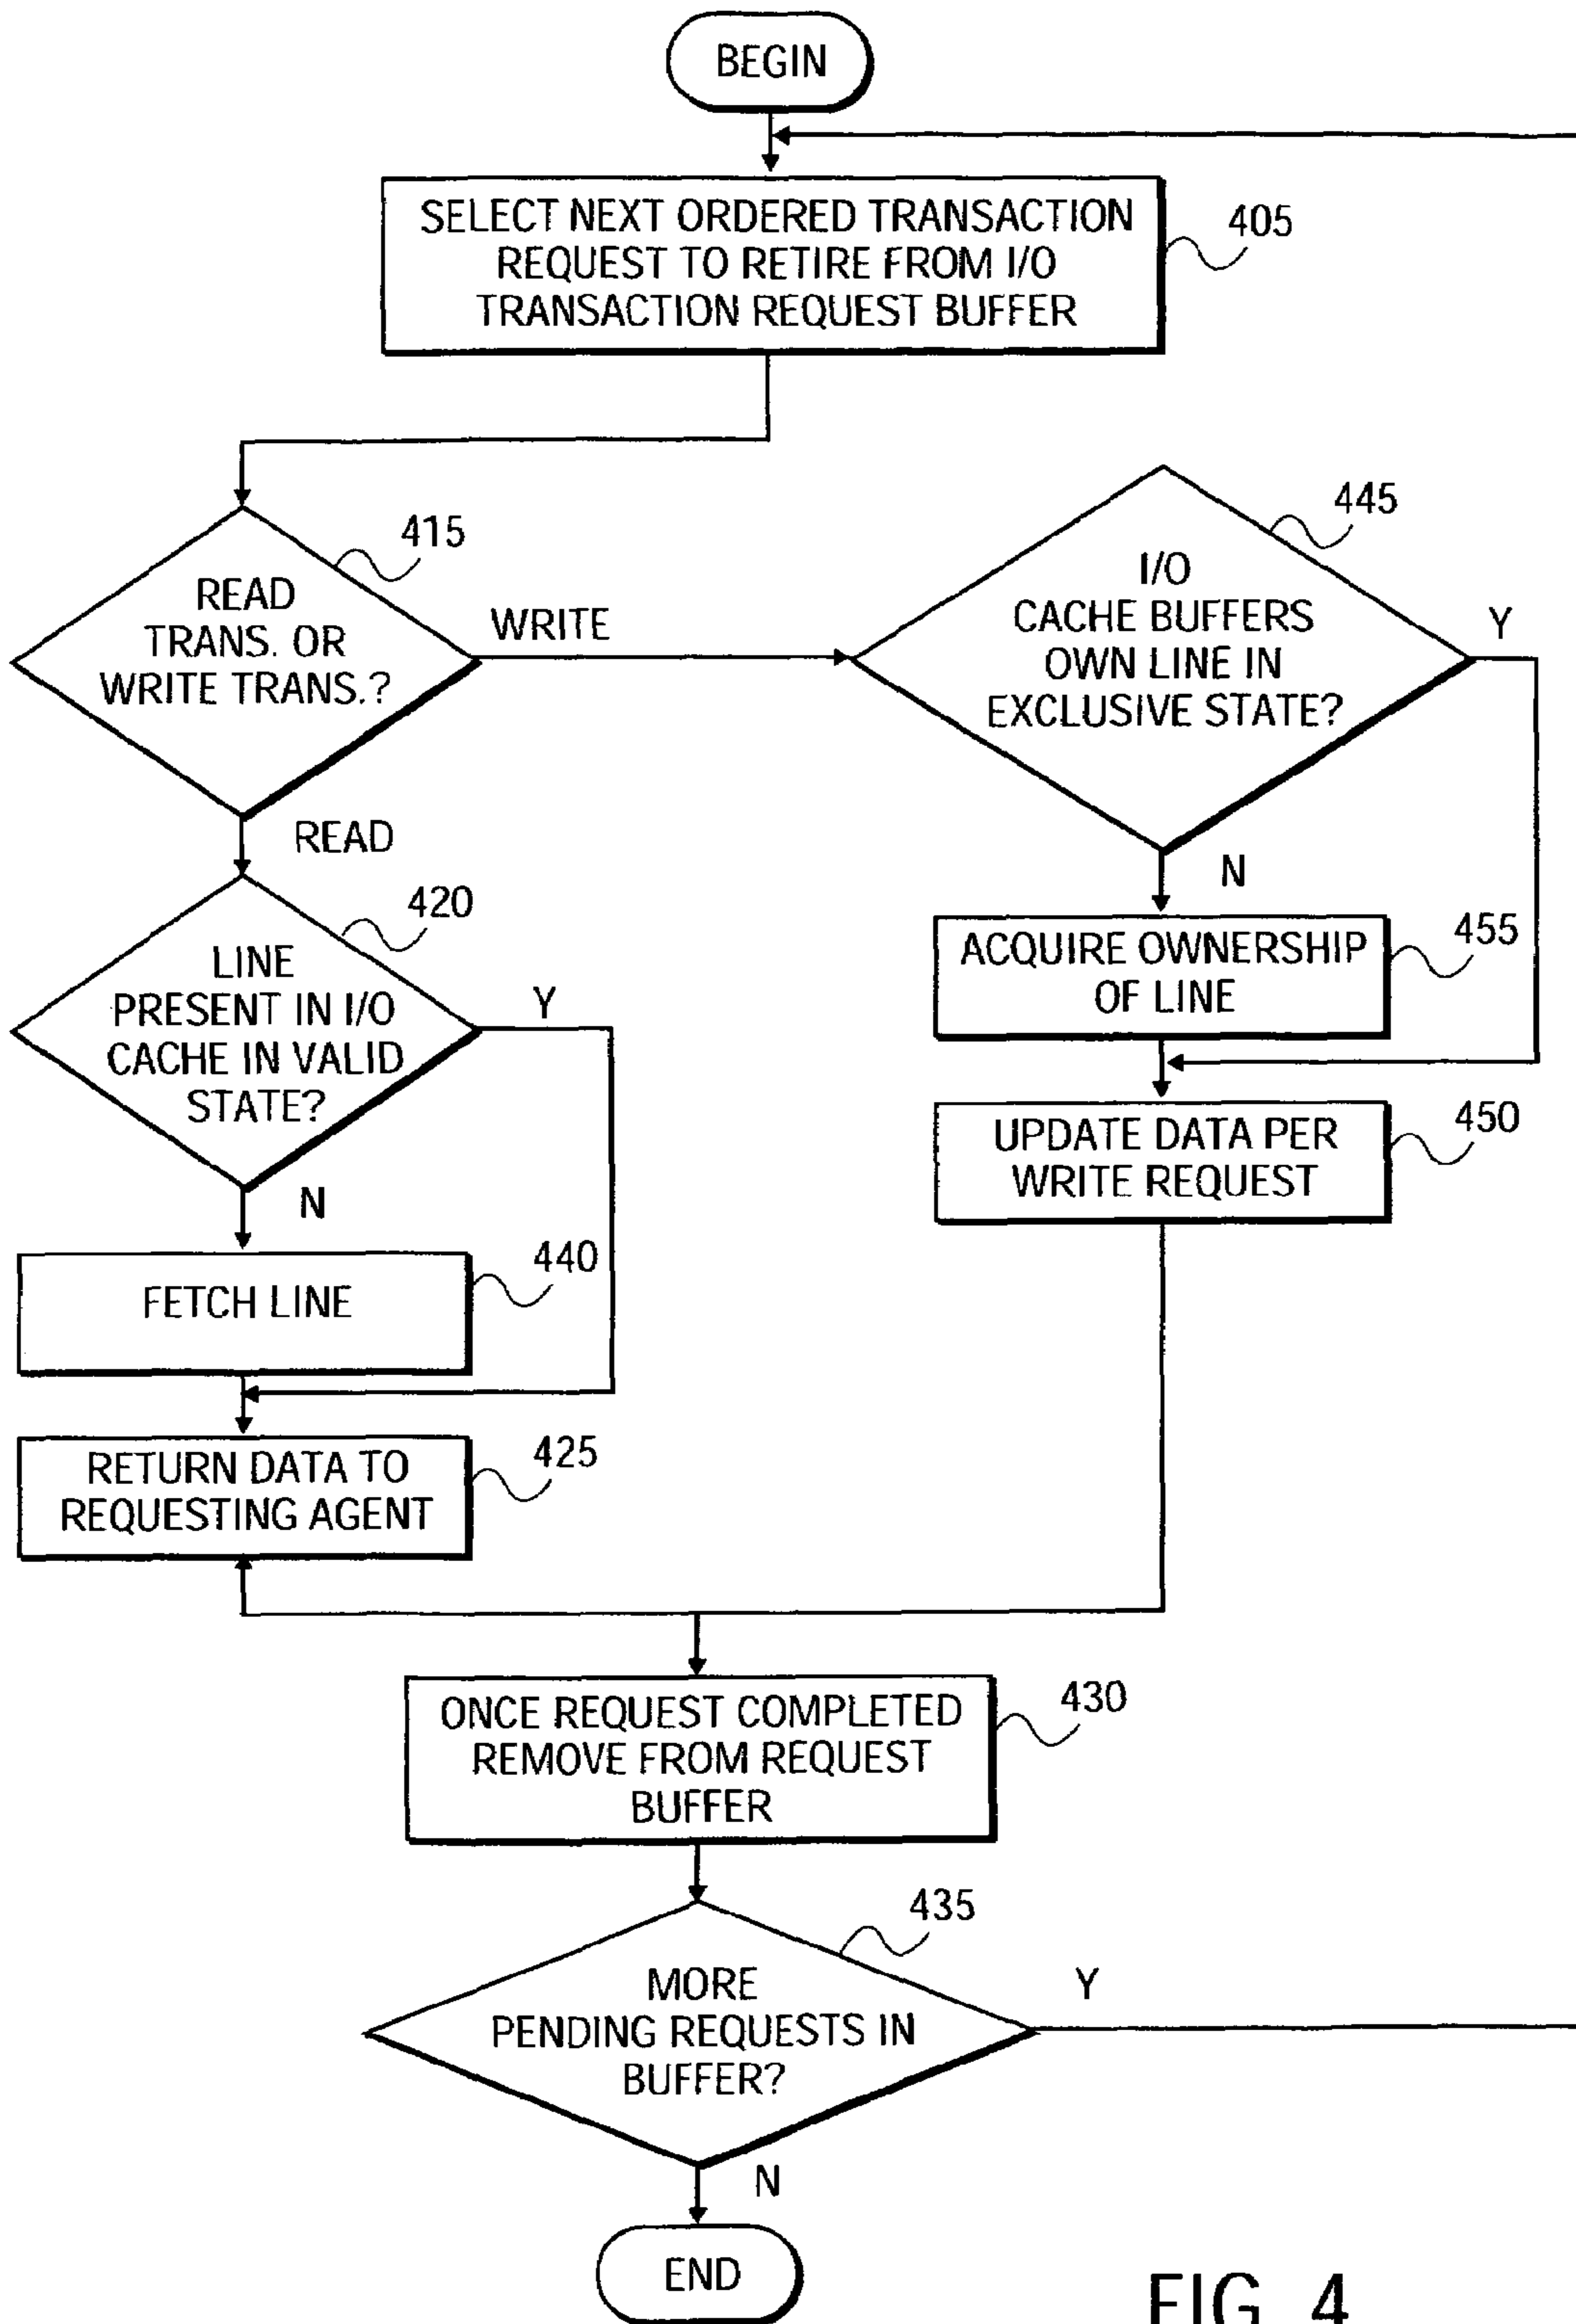 BEGIN
SELECT NEXT ORDERED TRANSACTION
REQUEST TO RETIRE FROM I/O
TRANSACTION REQUEST BUFFER
405
415
READ
TRANS. OR
WRITE TRANS.?
WRITE
READ
445
I/O
CACHE BUFFERS
OWN LINE IN
EXCLUSIVE STATE?
Y
N
420
LINE
PRESENT IN I/O
CACHE IN VALID
STATE?
Y
N
455
ACQUIRE OWNERSHIP
OF LINE
450
UPDATE DATA PER
WRITE REQUEST
440
FETCH LINE
425
RETURN DATA TO
REQUESTING AGENT
430
ONCE REQUEST COMPLETED
REMOVE FROM REQUEST
BUFFER
435
MORE
PENDING REQUESTS IN
BUFFER?
Y
N
END
FIG. 4